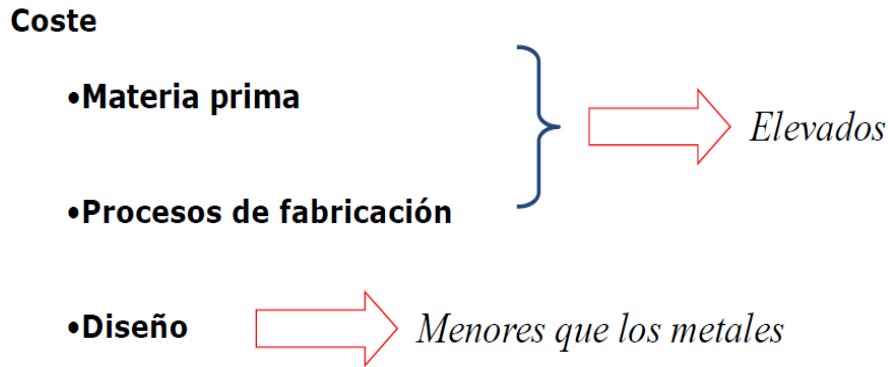 Coste
•Materia prima
Elevados
•Procesos de fabricación
•Diseño
Menores que los metales